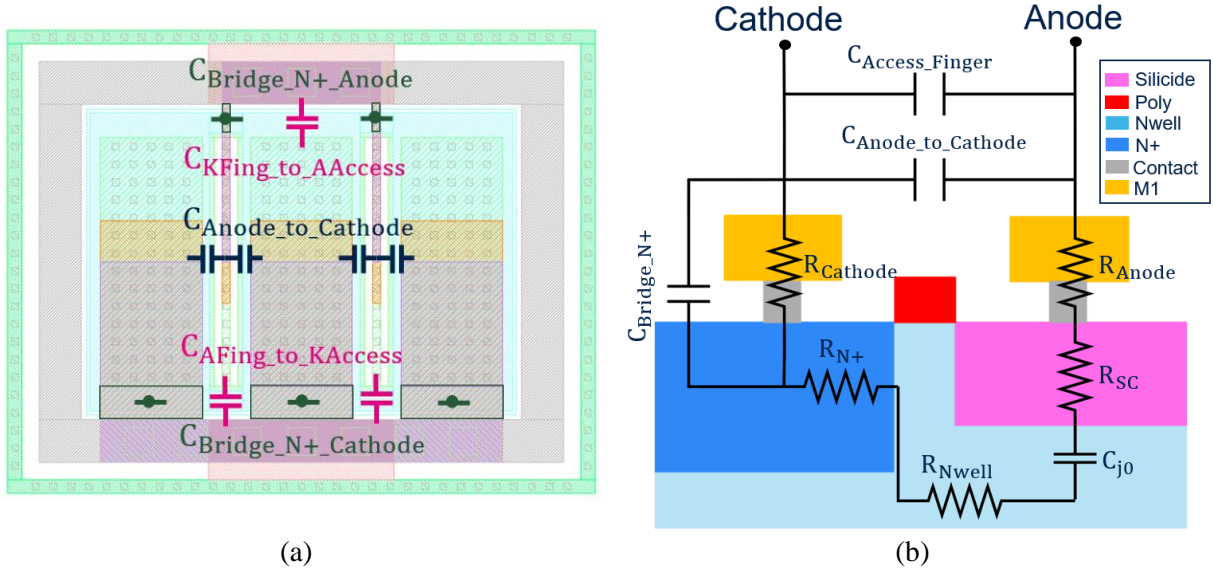 C_Bridge_N+_Anode
C_KFing_to_AAccess
C_Anode_to_Cathode
C_AFing_to_KAccess
C_Bridge_N+_Cathode
(a)
Cathode
Anode
C_Access_Finger
C_Anode_to_Cathode
Silicide
Poly
Nwell
N+
Contact
M1
C_Bridge_N+
R_Cathode
R_Anode
R_N+
R_SC
R_Nwell
C_j0
(b)